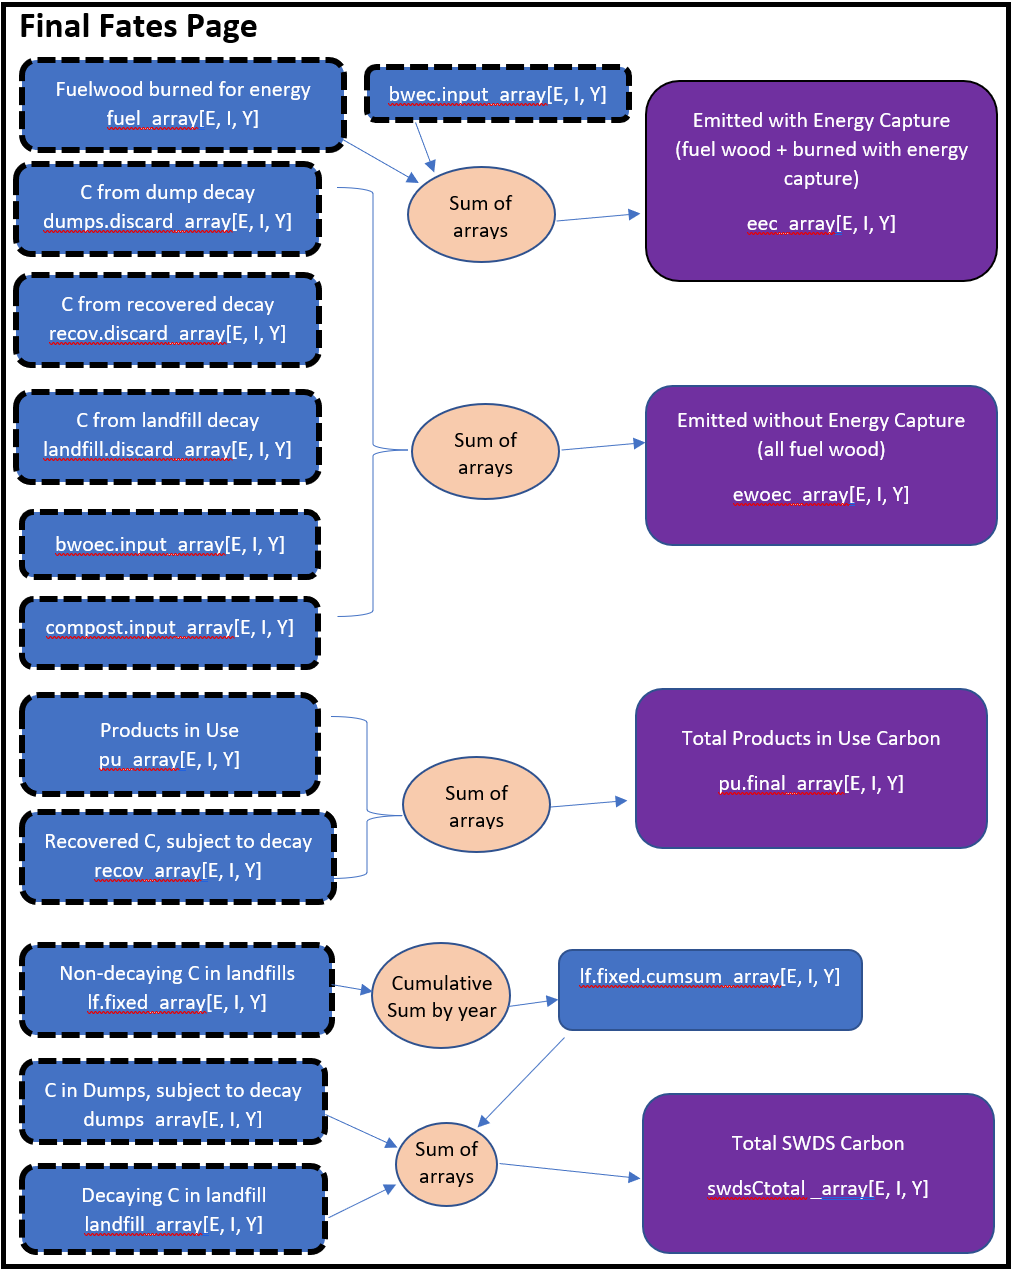 Final Fates Page
Fuelwood burned for energy
fuel_array[E, I, Y]
bwec.input_array[E, I, Y]
Sum of
arrays
Emitted with Energy Capture
(fuel wood + burned with energy
capture)
eec_array[E, I, Y]
C from dump decay
dumps.discard_array[E, I, Y]
C from recovered decay
recov.discard_array[E, I, Y]
C from landfill decay
landfill.discard_array[E, I, Y]
bwoec.input_array[E, I, Y]
compost.input_array[E, I, Y]
Sum of
arrays
Emitted without Energy Capture
(all fuel wood)
ewoec_array[E, I, Y]
Products in Use
pu_array[E, I, Y]
Recovered C, subject to decay
recov_array[E, I, Y]
Sum of
arrays
Total Products in Use Carbon
pu.final_array[E, I, Y]
Non-decaying C in landfills
lf.fixed_array[E, I, Y]
Cumulative
Sum by year
lf.fixed.cumsum_array[E, I, Y]
C in Dumps, subject to decay
dumps_array[E, I, Y]
Decaying C in landfill
landfill_array[E, I, Y]
Sum of
arrays
Total SWDS Carbon
swdsCtotal _array[E, I, Y]